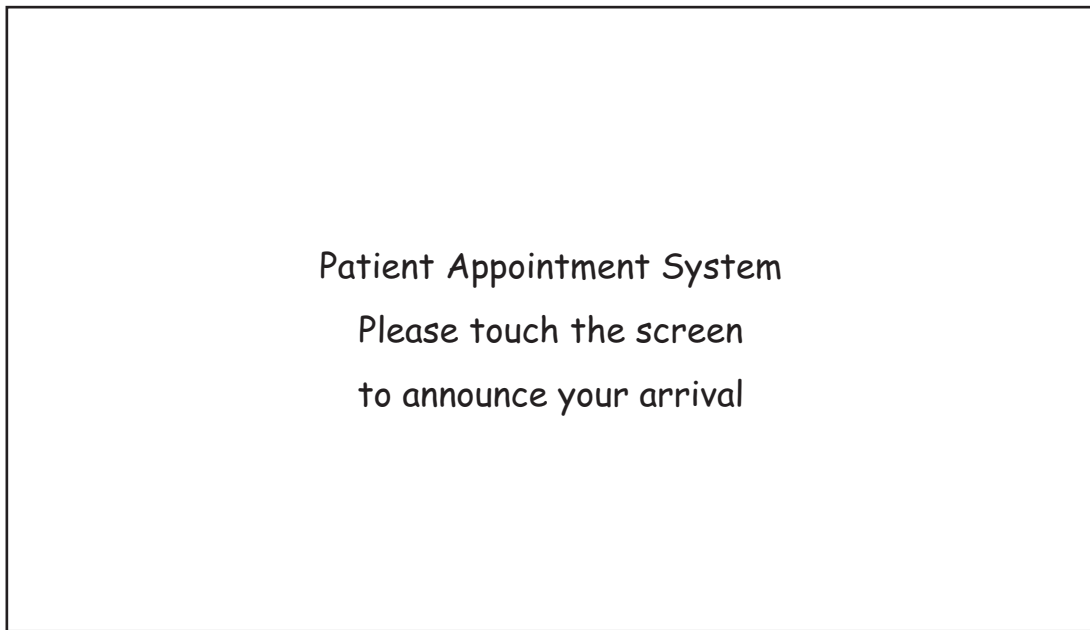 Patient Appointment System
Please touch the screen
to announce your arrival